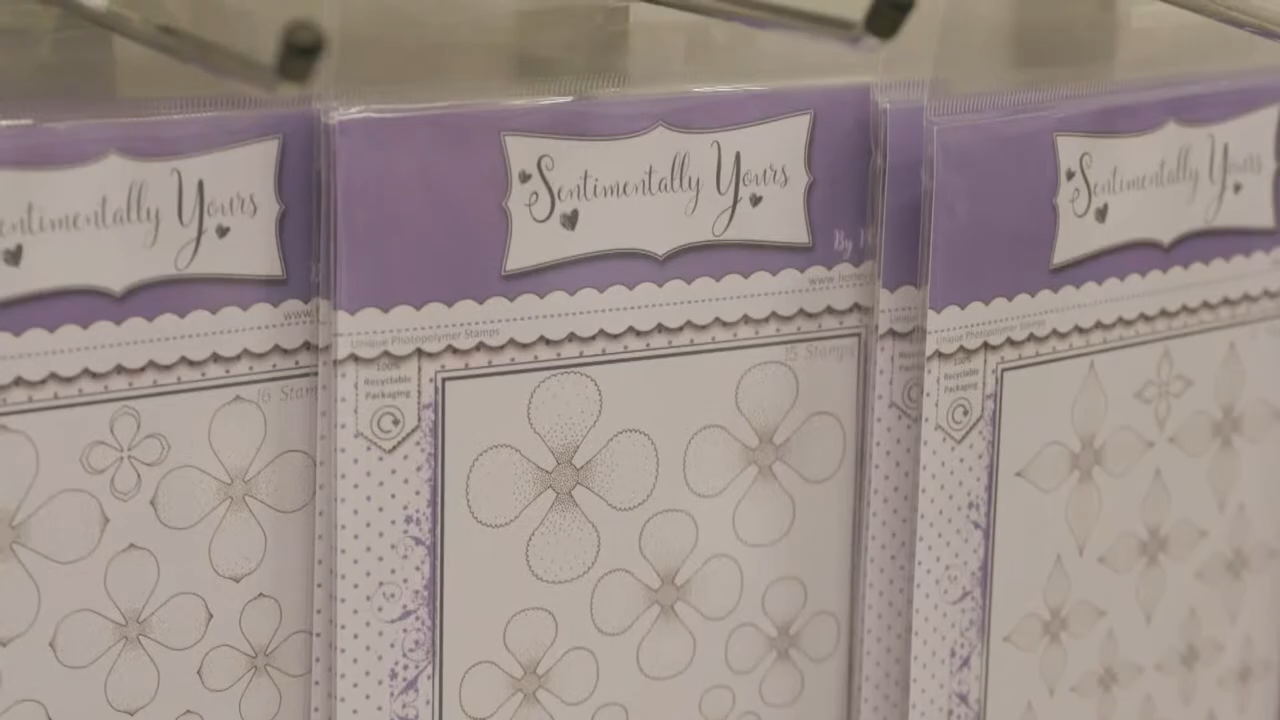 entimentally Yours
www.
16 Stam
Sentimentally Yours
By
www.
Unique Photopolymer Stamps
15 Stamps
100%
Recyclable
Packaging
Sentimentally Yours
Unique Photopolymer Stamps
100%
Recyclable
Packaging